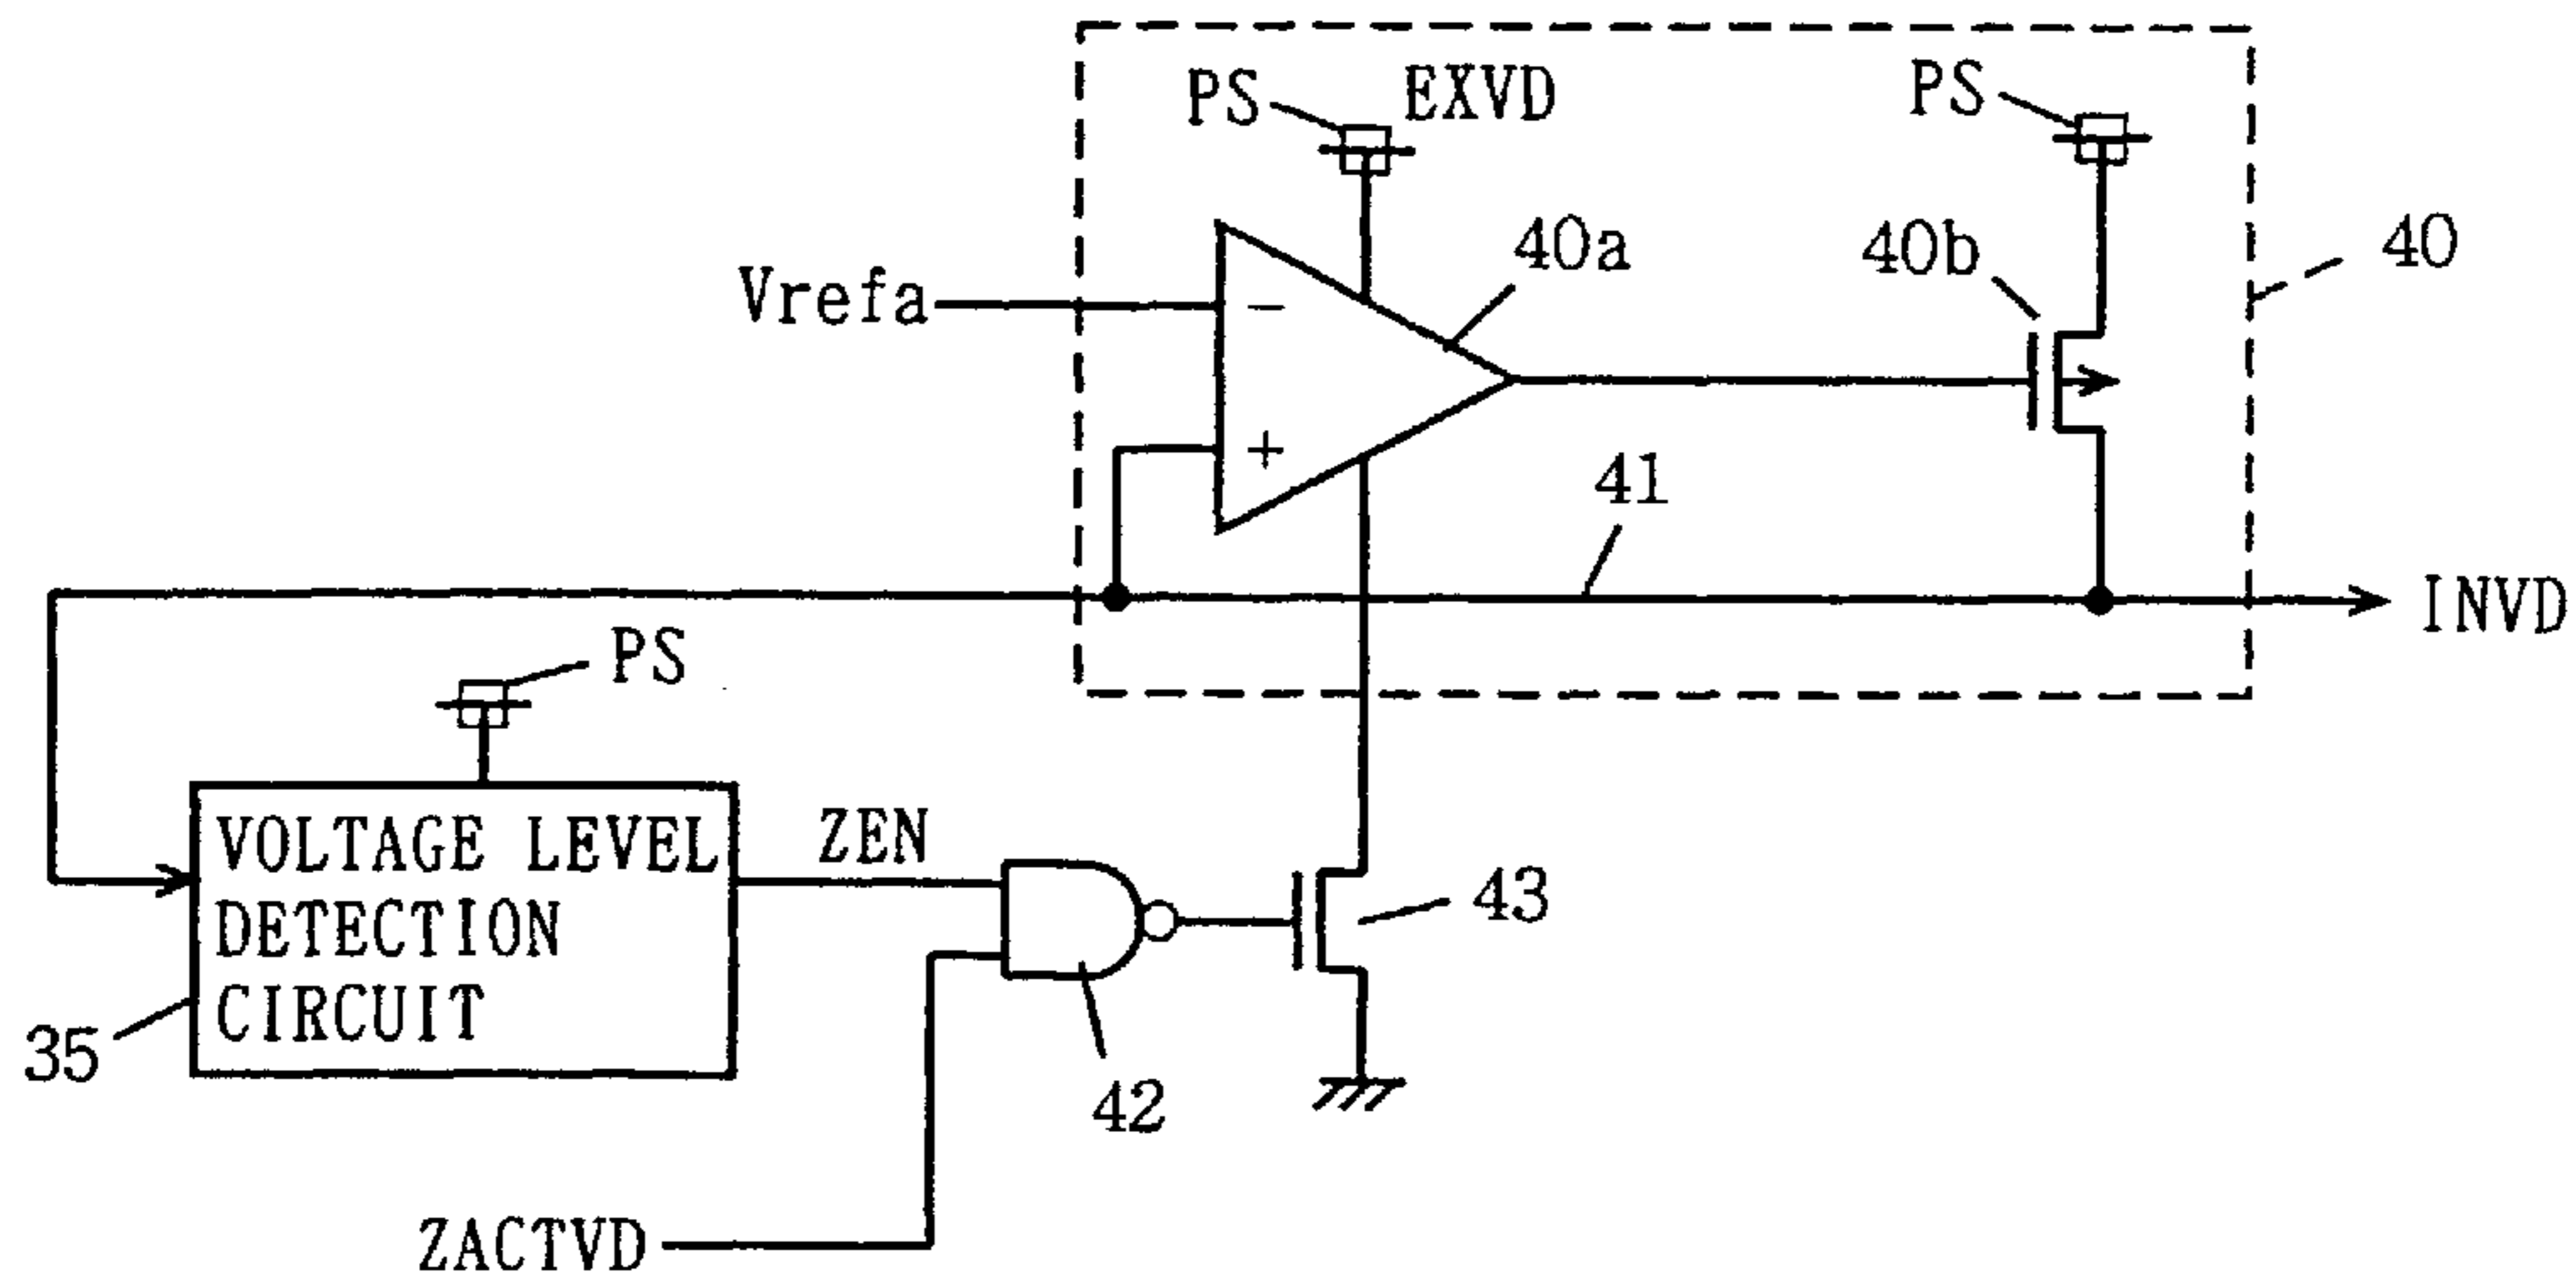 PS
EXVD
PS
Vrefa
40a
40b
40
-
+
41
INVD
PS
VOLTAGE LEVEL
DETECTION
CIRCUIT
35
ZEN
42
43
ZACTVD